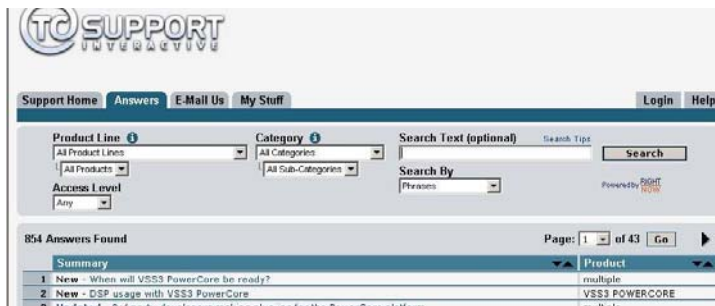 TC SUPPORT
INTERACTIVE
Support Home Answers E-Mail Us My Stuff Login Help
Product Line Category Search Text (optional) Search Tips
All Product Lines All Categories Search
All Products All Sub-Categories Search By
Access Level Phrases Powered by RIGHT NOW
Any
854 Answers Found Page: 1 of 43 Go
Summary Product
1 New - When will VSS3 PowerCore be ready? multiple
2 New - DSP usage with VSS3 PowerCore VSS3 POWERCORE